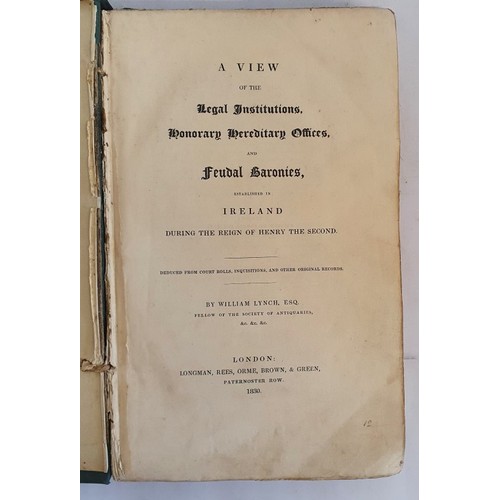 A VIEW
OF THE
Legal Institutions,
Honorary Hereditary Offices,
AND
Feudal Baronies,
ESTABLISHED IN
IRELAND
DURING THE REIGN OF HENRY THE SECOND.
DEDUCED FROM COURT ROLLS, INQUISITIONS, AND OTHER ORIGINAL RECORDS.
BY WILLIAM LYNCH, ESQ.
FELLOW OF THE SOCIETY OF ANTIQUARIES,
&c. &c. &c.
LONDON:
LONGMAN, REES, ORME, BROWN, & GREEN,
PATERNOSTER ROW.
1830.